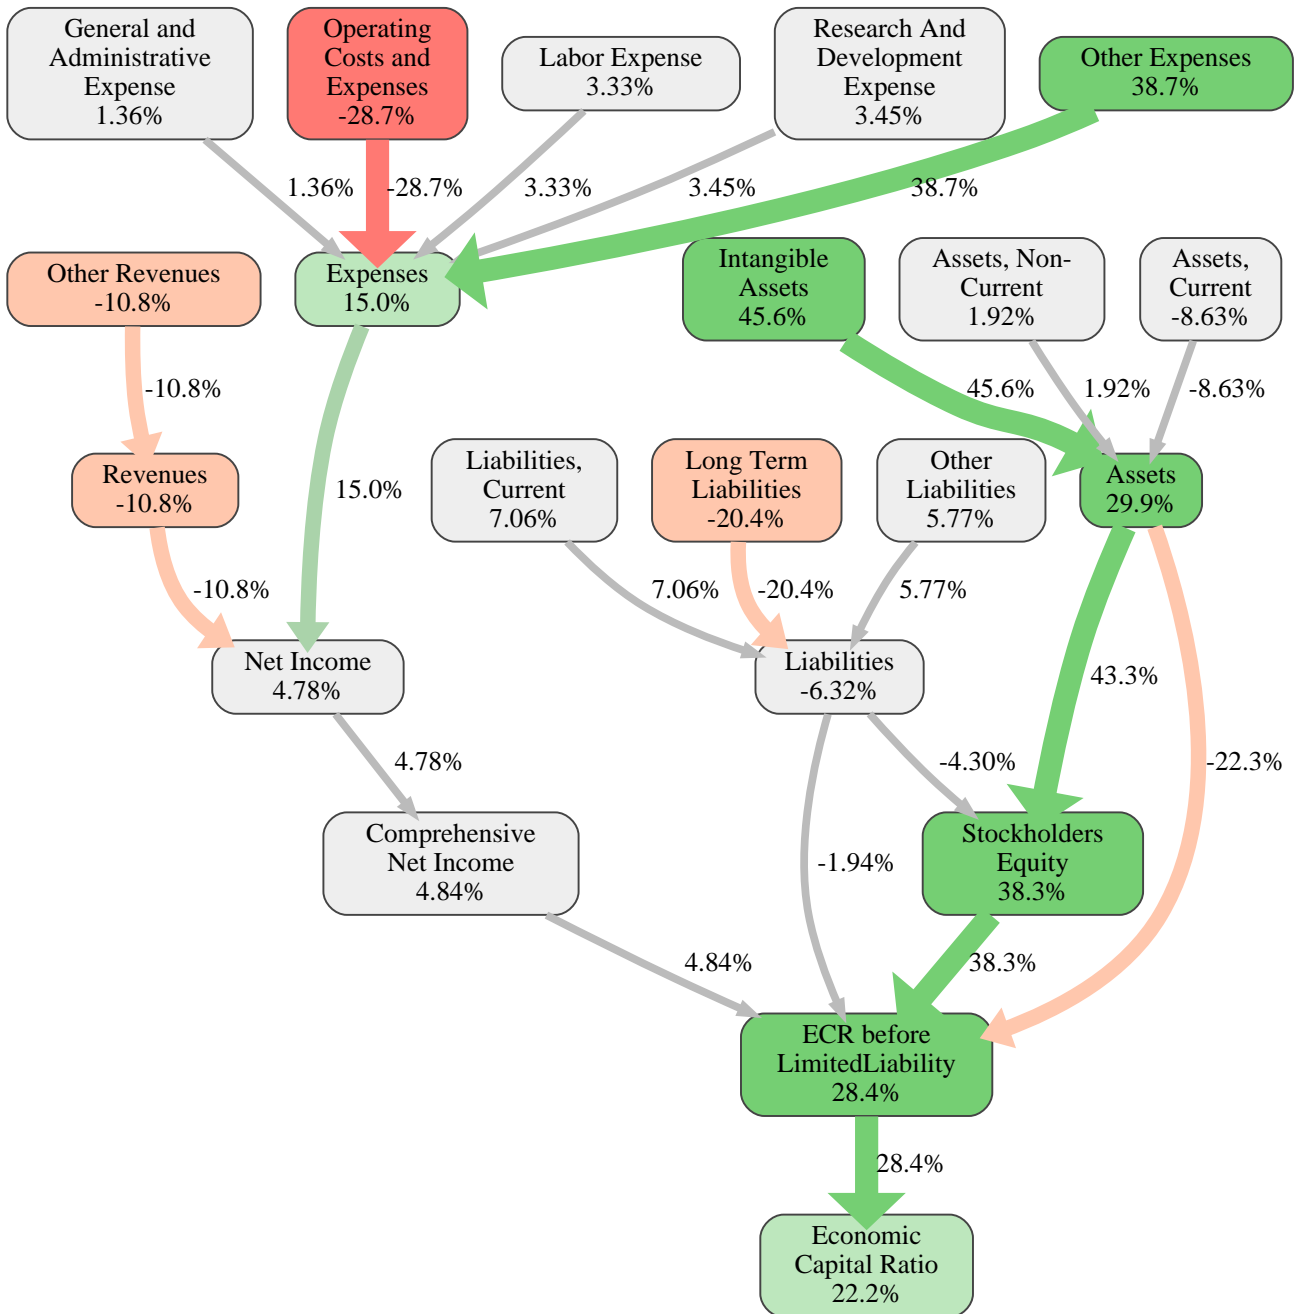 General and
Administrative
Expense
1.36%
Operating
Costs and
Expenses
-28.7%
Labor Expense
3.33%
Research And
Development
Expense
3.45%
Other Expenses
38.7%
1.36%
-28.7%
3.33%
3.45%
38.7%
Other Revenues
-10.8%
Expenses
15.0%
Intangible
Assets
45.6%
Assets, Non-
Current
1.92%
Assets,
Current
-8.63%
-10.8%
45.6%
1.92%
-8.63%
Revenues
-10.8%
15.0%
Liabilities,
Current
7.06%
Long Term
Liabilities
-20.4%
Other
Liabilities
5.77%
Assets
29.9%
-10.8%
7.06%
-20.4%
5.77%
Net Income
4.78%
Liabilities
-6.32%
43.3%
4.78%
-4.30%
-22.3%
Comprehensive
Net Income
4.84%
-1.94%
Stockholders
Equity
38.3%
4.84%
38.3%
ECR before
LimitedLiability
28.4%
28.4%
Economic
Capital Ratio
22.2%